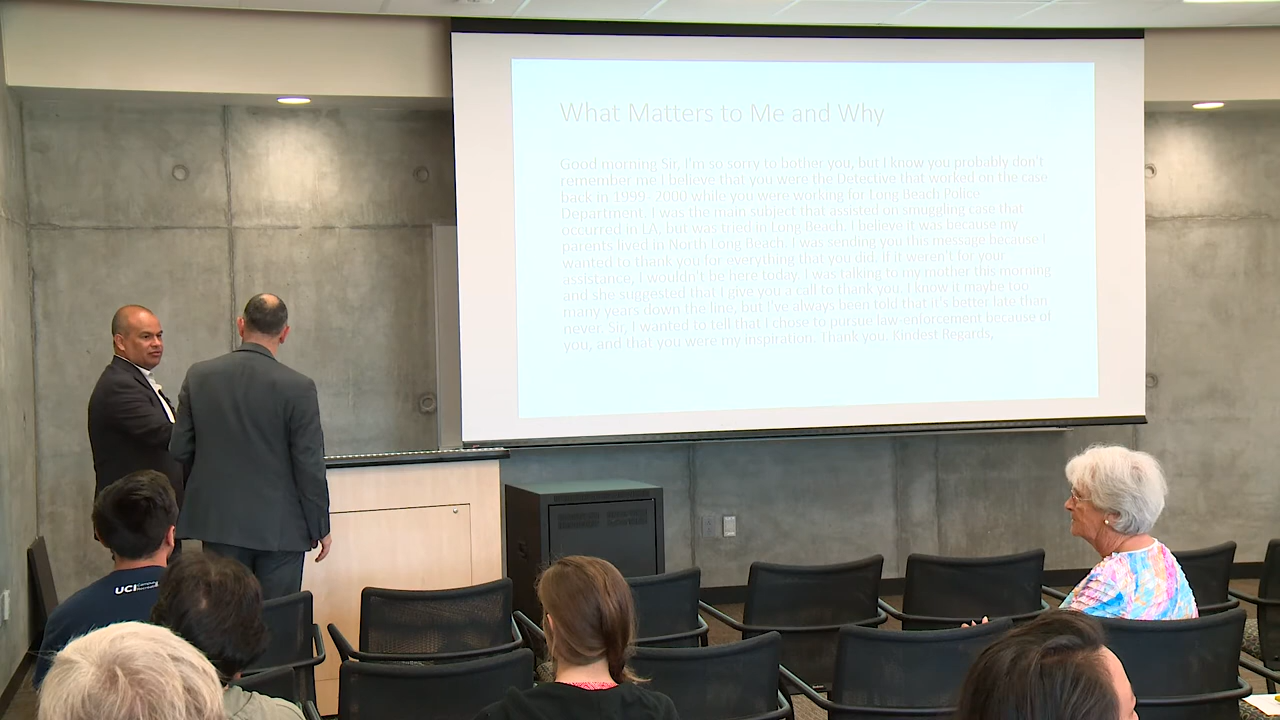 What Matters to Me and Why
Good morning Sir, I'm so sorry to bother you, but I know you probably don't
remember me I believe that you were the Detective that worked on the case
back in 1999- 2000 while you were working for Long Beach Police
Department. I was the main subject that assisted on smuggling case that
occurred in LA, but was tried in Long Beach. I believe it was because my
parents lived in North Long Beach. I was sending you this message because I
wanted to thank you for everything that you did. If it weren't for your
assistance, I wouldn't be here today. I was talking to my mother this morning
and she suggested that I give you a call to thank you. I know it maybe too
many years down the line, but I've always been told that it's better late than
never. Sir, I wanted to tell that I chose to pursue law-enforcement because of
you, and that you were my inspiration. Thank you. Kindest Regards,
UCI